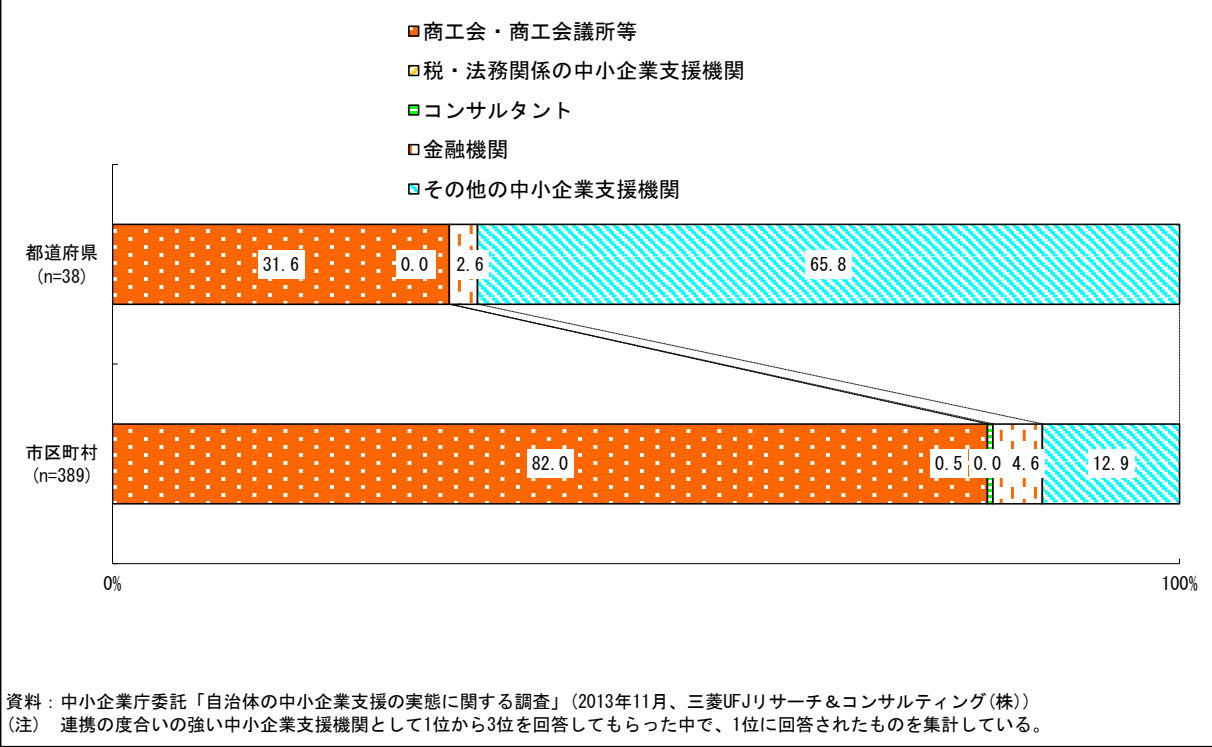 商工会・商工会議所等
税・法務関係の中小企業支援機関
コンサルタント
金融機関
その他の中小企業支援機関
都道府県
(n=38)
31.6
0.0
2.6
65.8
市区町村
(n=389)
82.0
0.5
0.0
4.6
12.9
0%
100%
資料：中小企業庁委託「自治体の中小企業支援の実態に関する調査」（2013年11月、三菱UFJリサーチ＆コンサルティング(株)）
(注) 連携の度合いの強い中小企業支援機関として1位から3位を回答してもらった中で、1位に回答されたものを集計している。